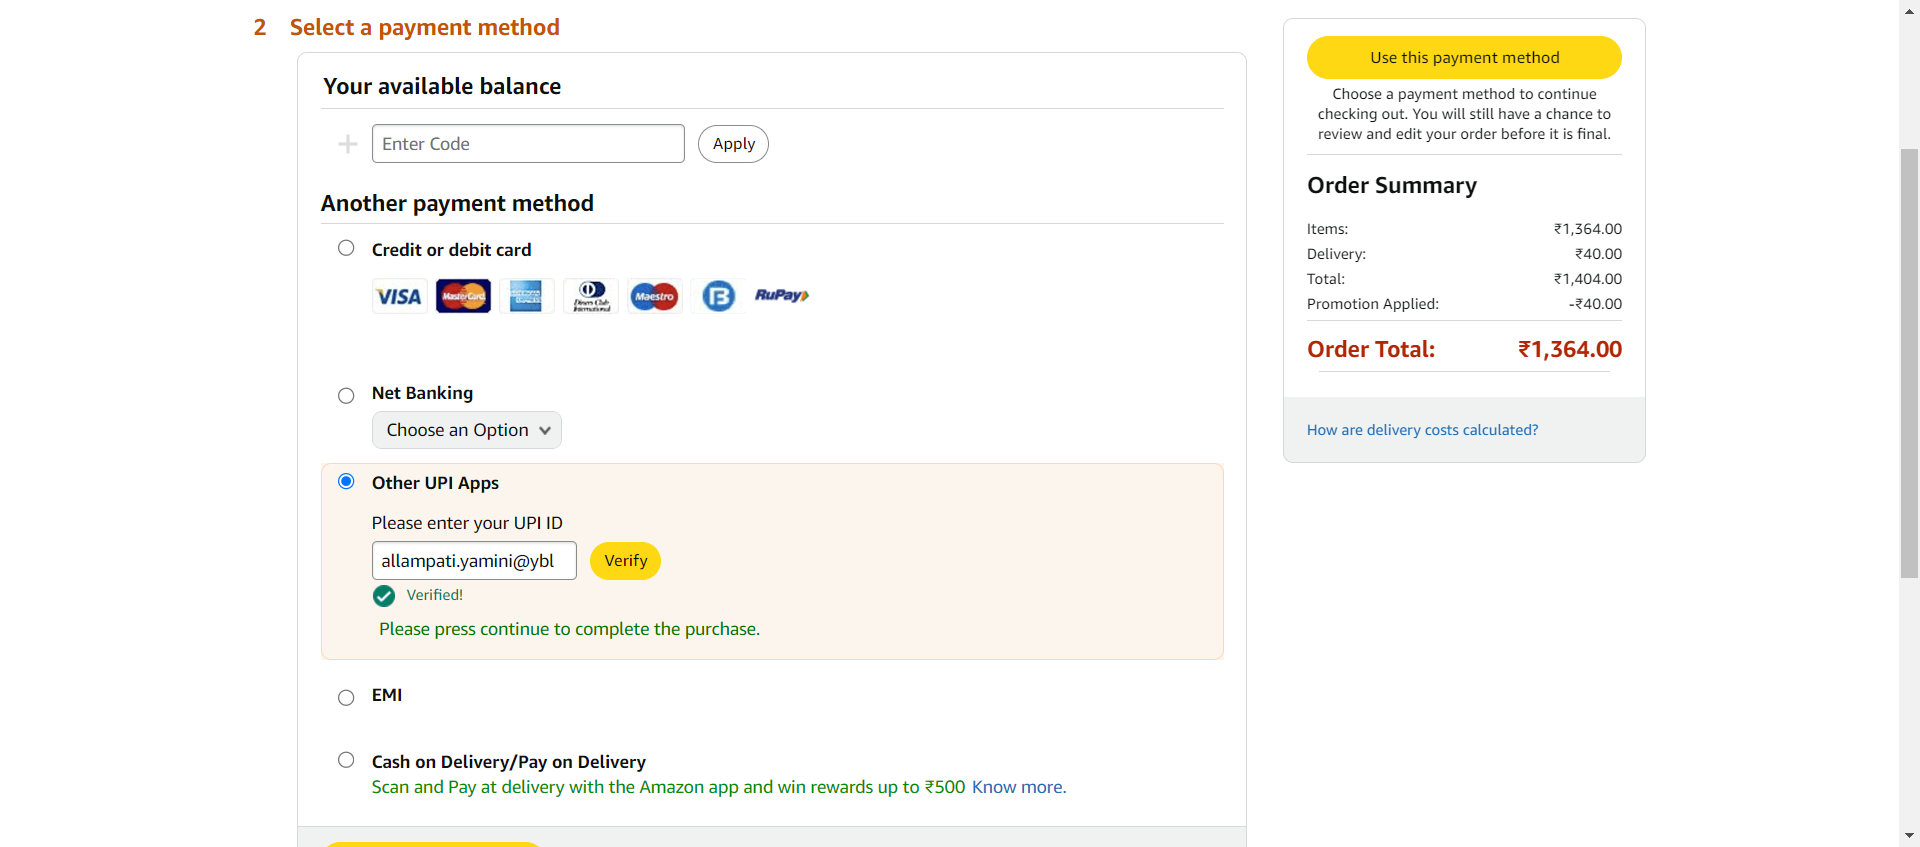 2 Select a payment method
Your available balance
Enter Code
Apply
Another payment method
Credit or debit card
VISA
MasterCard
Diners Club
International
Maestro
B
RuPay
Net Banking
Choose an Option
Other UPI Apps
Please enter your UPI ID
allampati.yamini@ybl
Verify
Verified!
Please press continue to complete the purchase.
EMI
Cash on Delivery/Pay on Delivery
Scan and Pay at delivery with the Amazon app and win rewards up to ₹500 Know more.
Use this payment method
Choose a payment method to continue
checking out. You will still have a chance to
review and edit your order before it is final.
Order Summary
Items: ₹1,364.00
Delivery: ₹40.00
Total: ₹1,404.00
Promotion Applied: -₹40.00
Order Total: ₹1,364.00
How are delivery costs calculated?